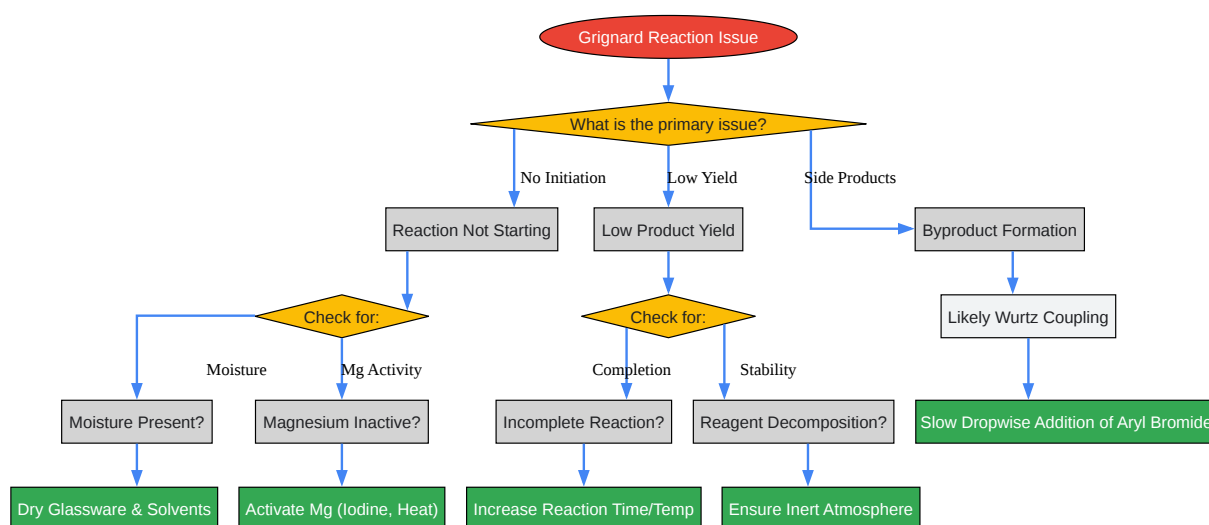 Grignard Reaction Issue
What is the primary issue?
No Initiation
Low Yield
Side Products
Reaction Not Starting
Low Product Yield
Byproduct Formation
Check for:
Check for:
Likely Wurtz Coupling
Moisture
Mg Activity
Completion
Stability
Moisture Present?
Magnesium Inactive?
Incomplete Reaction?
Reagent Decomposition?
Slow Dropwise Addition of Aryl Bromide
Dry Glassware & Solvents
Activate Mg (Iodine, Heat)
Increase Reaction Time/Temp
Ensure Inert Atmosphere